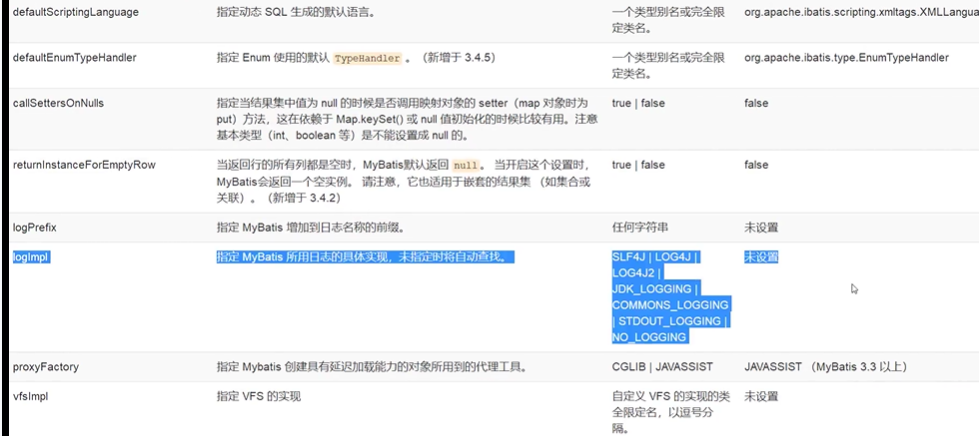 defaultScriptingLanguage 指定动态 SQL 生成的默认语言。 一个类型别名或完全限 org.apache.ibatis.scripting.xmltags.XMLLangua
定类名。
defaultEnumTypeHandler 指定 Enum 使用的默认 TypeHandler 。（新增于 3.4.5） 一个类型别名或完全限 org.apache.ibatis.type.EnumTypeHandler
定类名。
callSettersOnNulls 指定当结果集中值为 null 的时候是否调用映射对象的 setter（map 对象时为 true | false false
put）方法，这在依赖于 Map.keySet() 或 null 值初始化的时候比较有用。注意
基本类型（int、boolean 等）是不能设置成 null 的。
returnInstanceForEmptyRow 当返回行的所有列都是空时，MyBatis默认返回 null 。 当开启这个设置时， true | false false
MyBatis会返回一个空实例。 请注意，它也适用于嵌套的结果集 （如集合或
关联）。（新增于 3.4.2）
logPrefix 指定 MyBatis 增加到日志名称的前缀。 任何字符串 未设置
logImpl 指定 MyBatis 所用日志的具体实现，未指定时将自动查找。 SLF4J | LOG4J | 未设置
LOG4J2 |
JDK_LOGGING |
COMMONS_LOGGING
| STDOUT_LOGGING |
NO_LOGGING
proxyFactory 指定 Mybatis 创建具有延迟加载能力的对象所用到的代理工具。 CGLIB | JAVASSIST JAVASSIST （MyBatis 3.3 以上）
vfsImpl 指定 VFS 的实现 自定义 VFS 的实现的类 未设置
全限定名，以逗号分
隔。